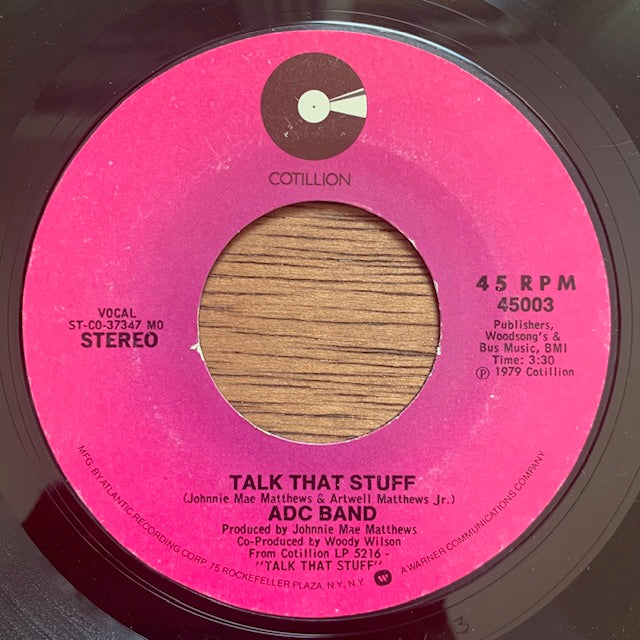 COTILLION
VOCAL
ST-CO-37347 MO
STEREO
45 RPM
45003
Publishers,
Woodsong's &
Bus Music, BMI
Time: 3:30
Ⓟ 1979 Cotillion
TALK THAT STUFF
(Johnnie Mae Matthews & Artwell Matthews Jr.)
ADC BAND
Produced by Johnnie Mae Matthews
Co-Produced by Woody Wilson
From Cotillion LP 5216 -
"TALK THAT STUFF"
MFG. BY ATLANTIC RECORDING CORP. 75 ROCKEFELLER PLAZA, N.Y., N.Y. W A WARNER COMMUNICATIONS COMPANY
3